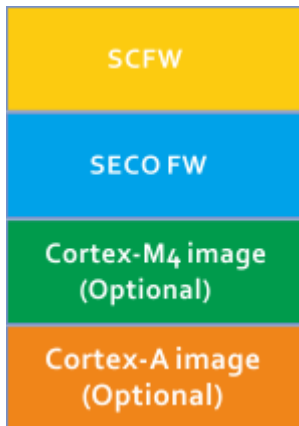 SCFW
SECO FW
Cortex-M4 image
(Optional)
Cortex-A image
(Optional)